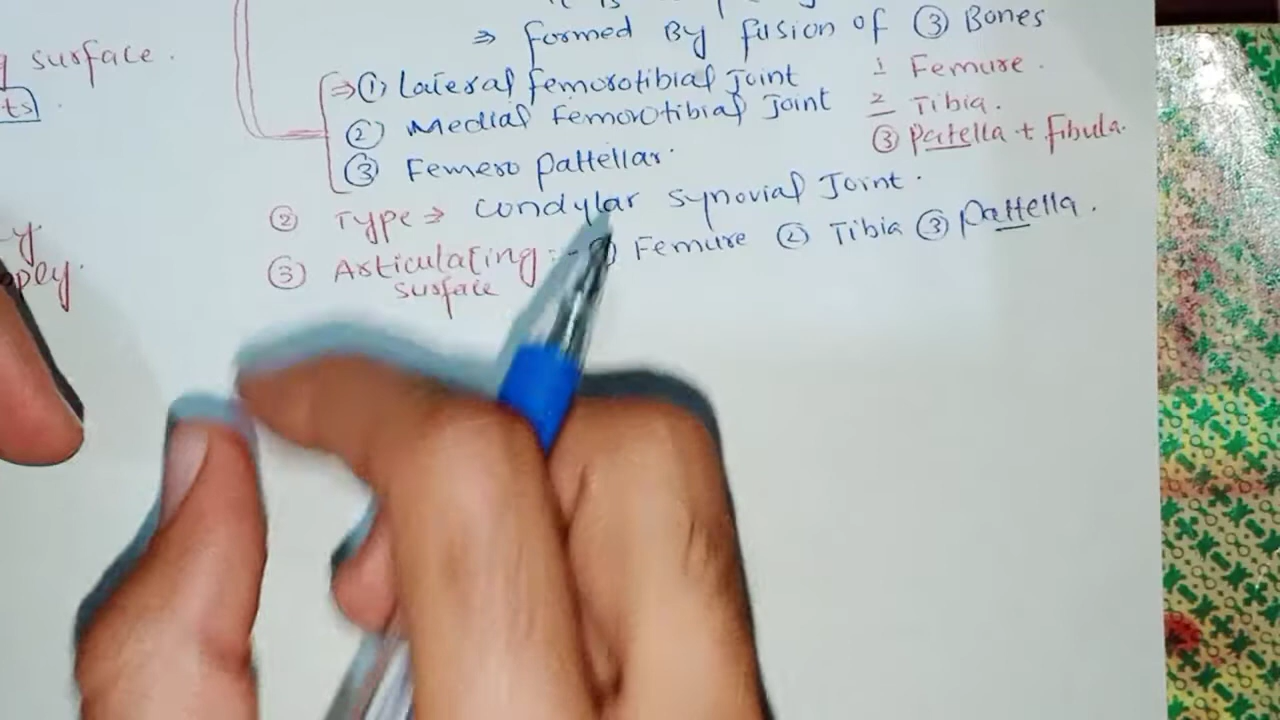 ⇒ formed By fusion of ③ Bones
surface.
ts
⇒① Lateral femorotibial Joint
1 Femure.
② Medial Femorotibial Joint
2 Tibia.
③ Femero pattellar.
③ Patella + Fibula.
② Type ⇒ condylar synovial Joint.
③ Articulating :- ① Femure ② Tibia ③ pattella.
surface